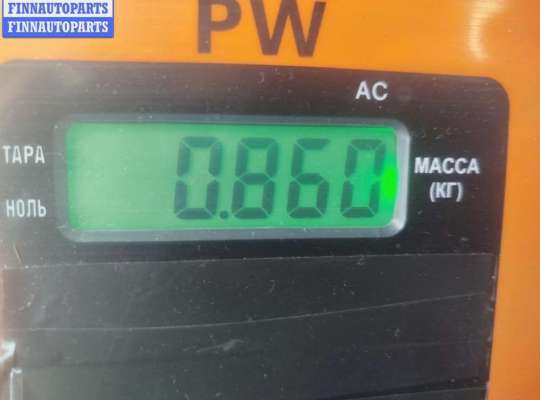 FINNAUTOPARTS
FINNAUTOPARTS
PW
AC
ТАРА
0.860
МАССА
(КГ)
НОЛЬ